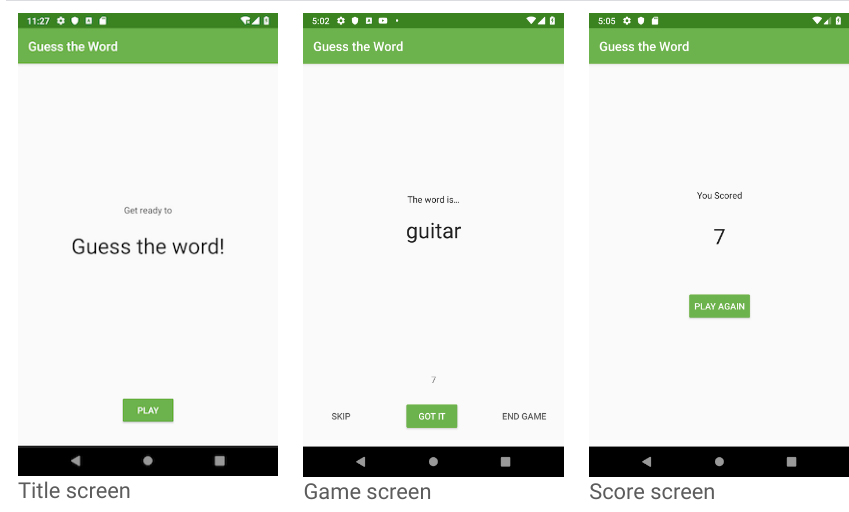 11:27
Guess the Word
Get ready to
Guess the word!
PLAY
Title screen
5:02
Guess the Word
The word is...
guitar
7
SKIP
GOT IT
END GAME
Game screen
5:05
Guess the Word
You Scored
7
PLAY AGAIN
Score screen